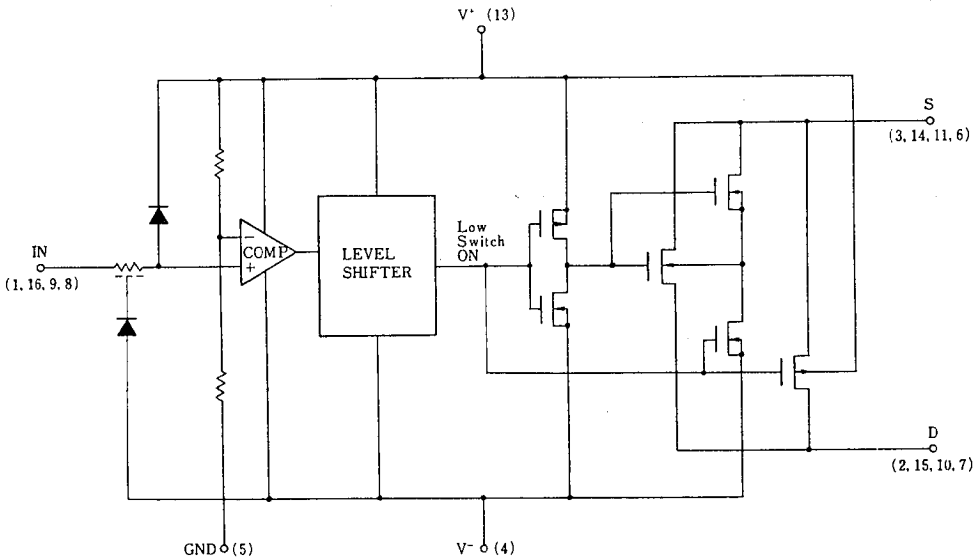 V⁺ (13)
S
(3, 14, 11, 6)
IN
(1, 16, 9, 8)
−
COMP
+
LEVEL
SHIFTER
Low
Switch
ON
D
(2, 15, 10, 7)
GND (5)
V⁻ (4)